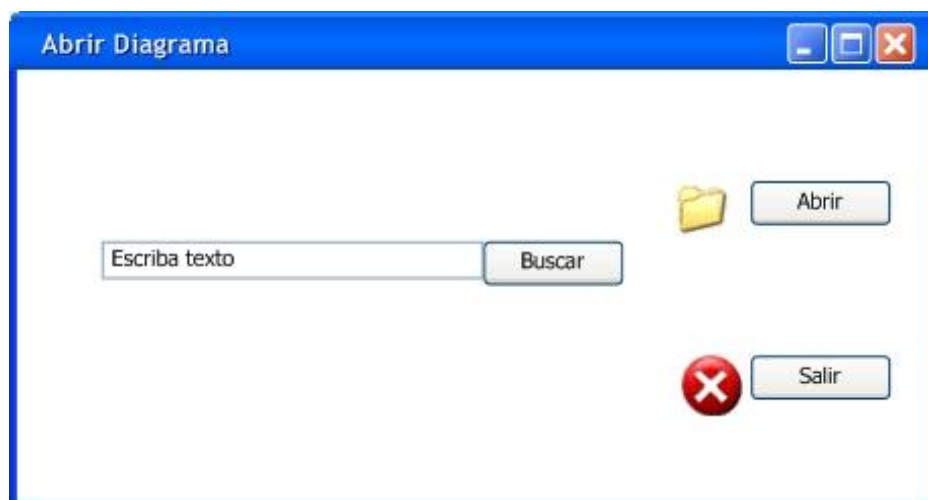 Abrir Diagrama
Abrir
Escriba texto
Buscar
Salir